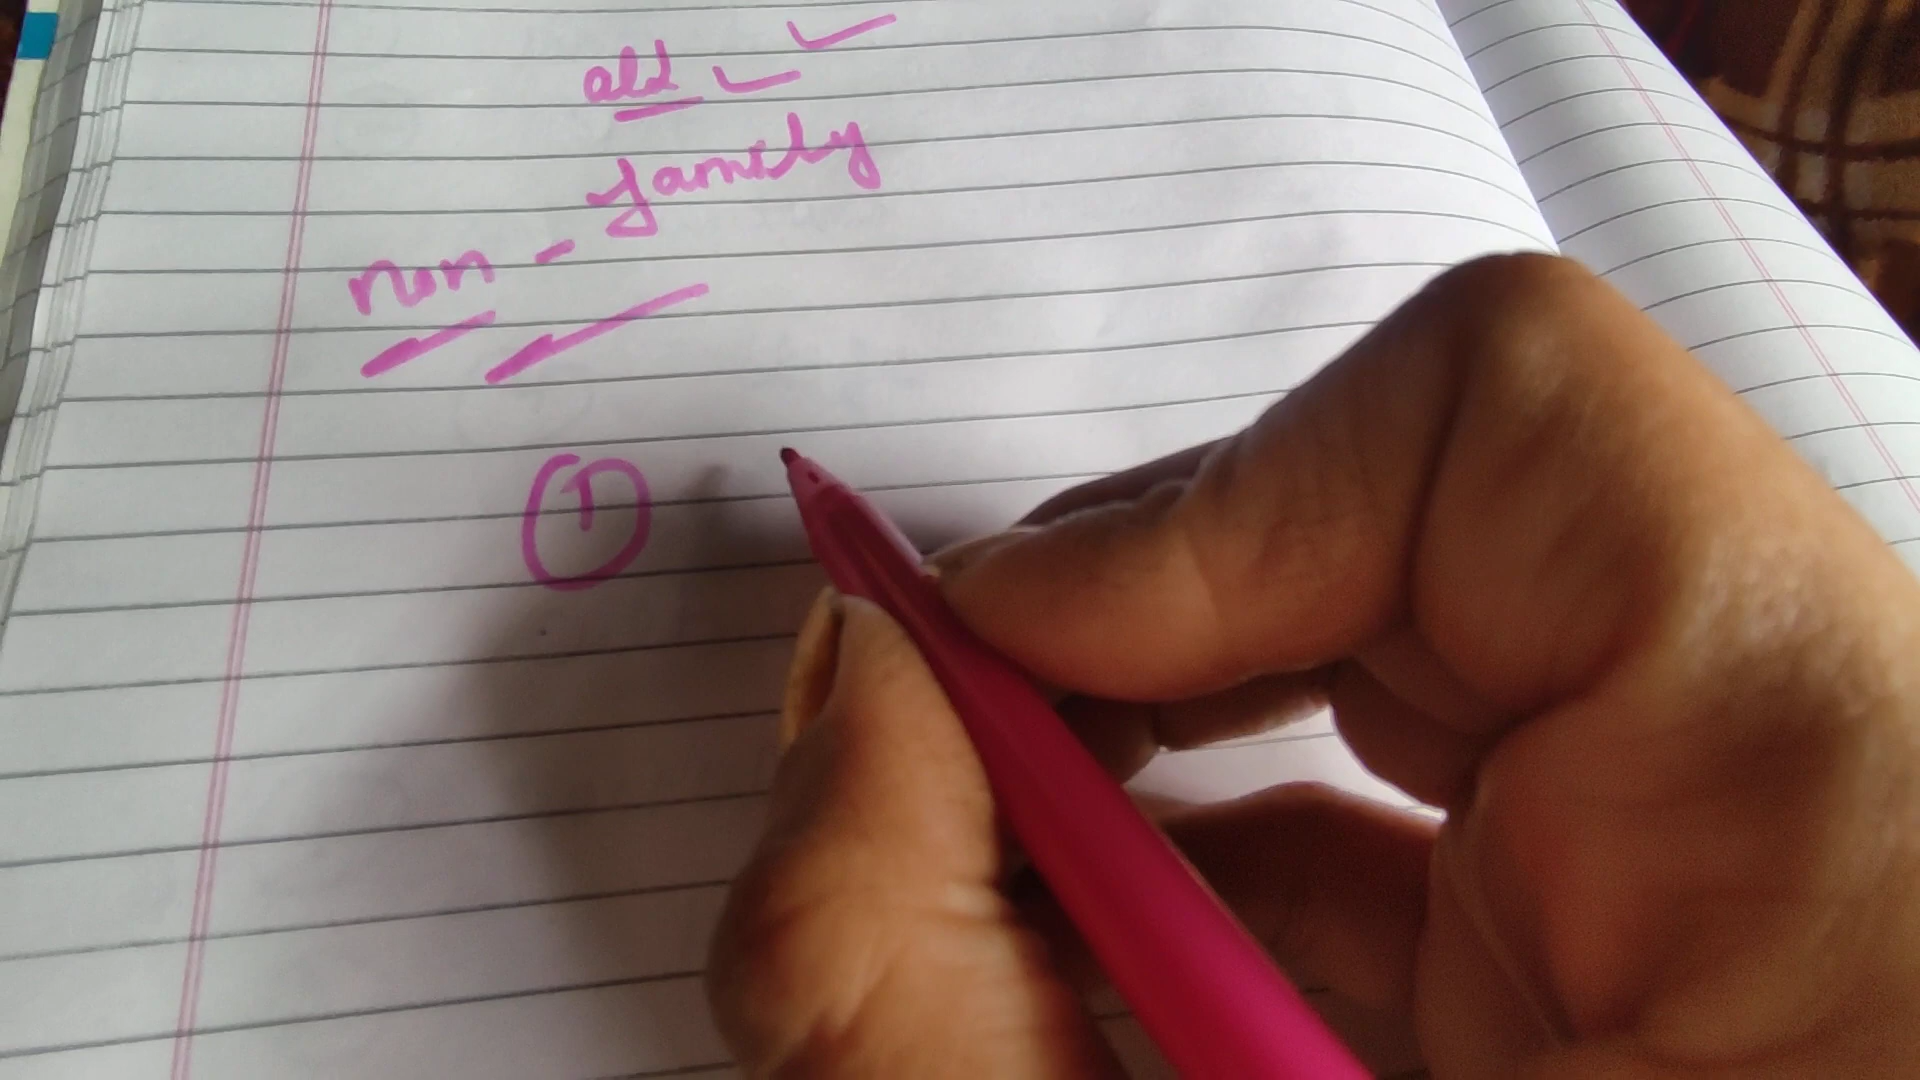 old ✓ ✓
family
non -
①